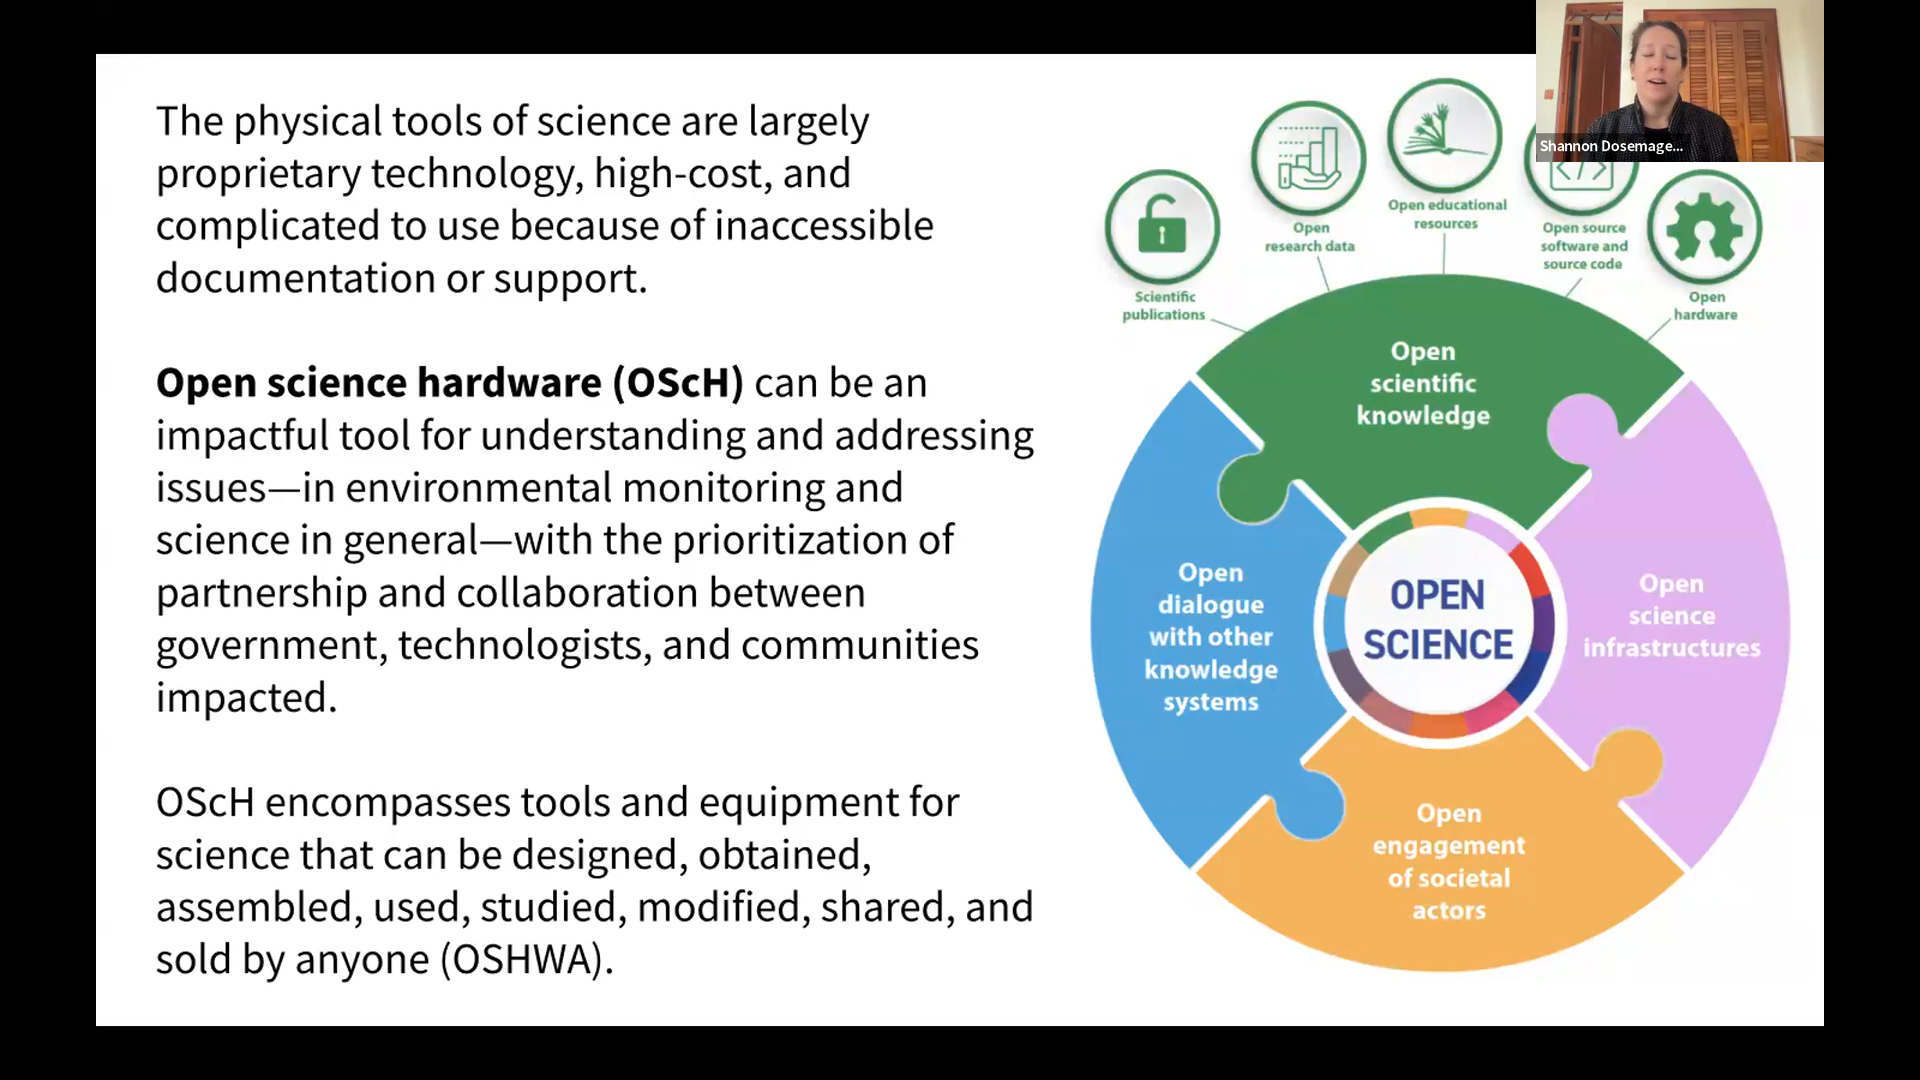 The physical tools of science are largely
proprietary technology, high-cost, and
complicated to use because of inaccessible
documentation or support.
Open science hardware (OScH) can be an
impactful tool for understanding and addressing
issues—in environmental monitoring and
science in general—with the prioritization of
partnership and collaboration between
government, technologists, and communities
impacted.
OScH encompasses tools and equipment for
science that can be designed, obtained,
assembled, used, studied, modified, shared, and
sold by anyone (OSHWA).
Shannon Dosemage...
Scientific
publications
Open
research data
Open educational
resources
</>
Open source
software and
source code
Open
hardware
Open
scientific
knowledge
Open
dialogue
with other
knowledge
systems
OPEN
SCIENCE
Open
science
infrastructures
Open
engagement
of societal
actors